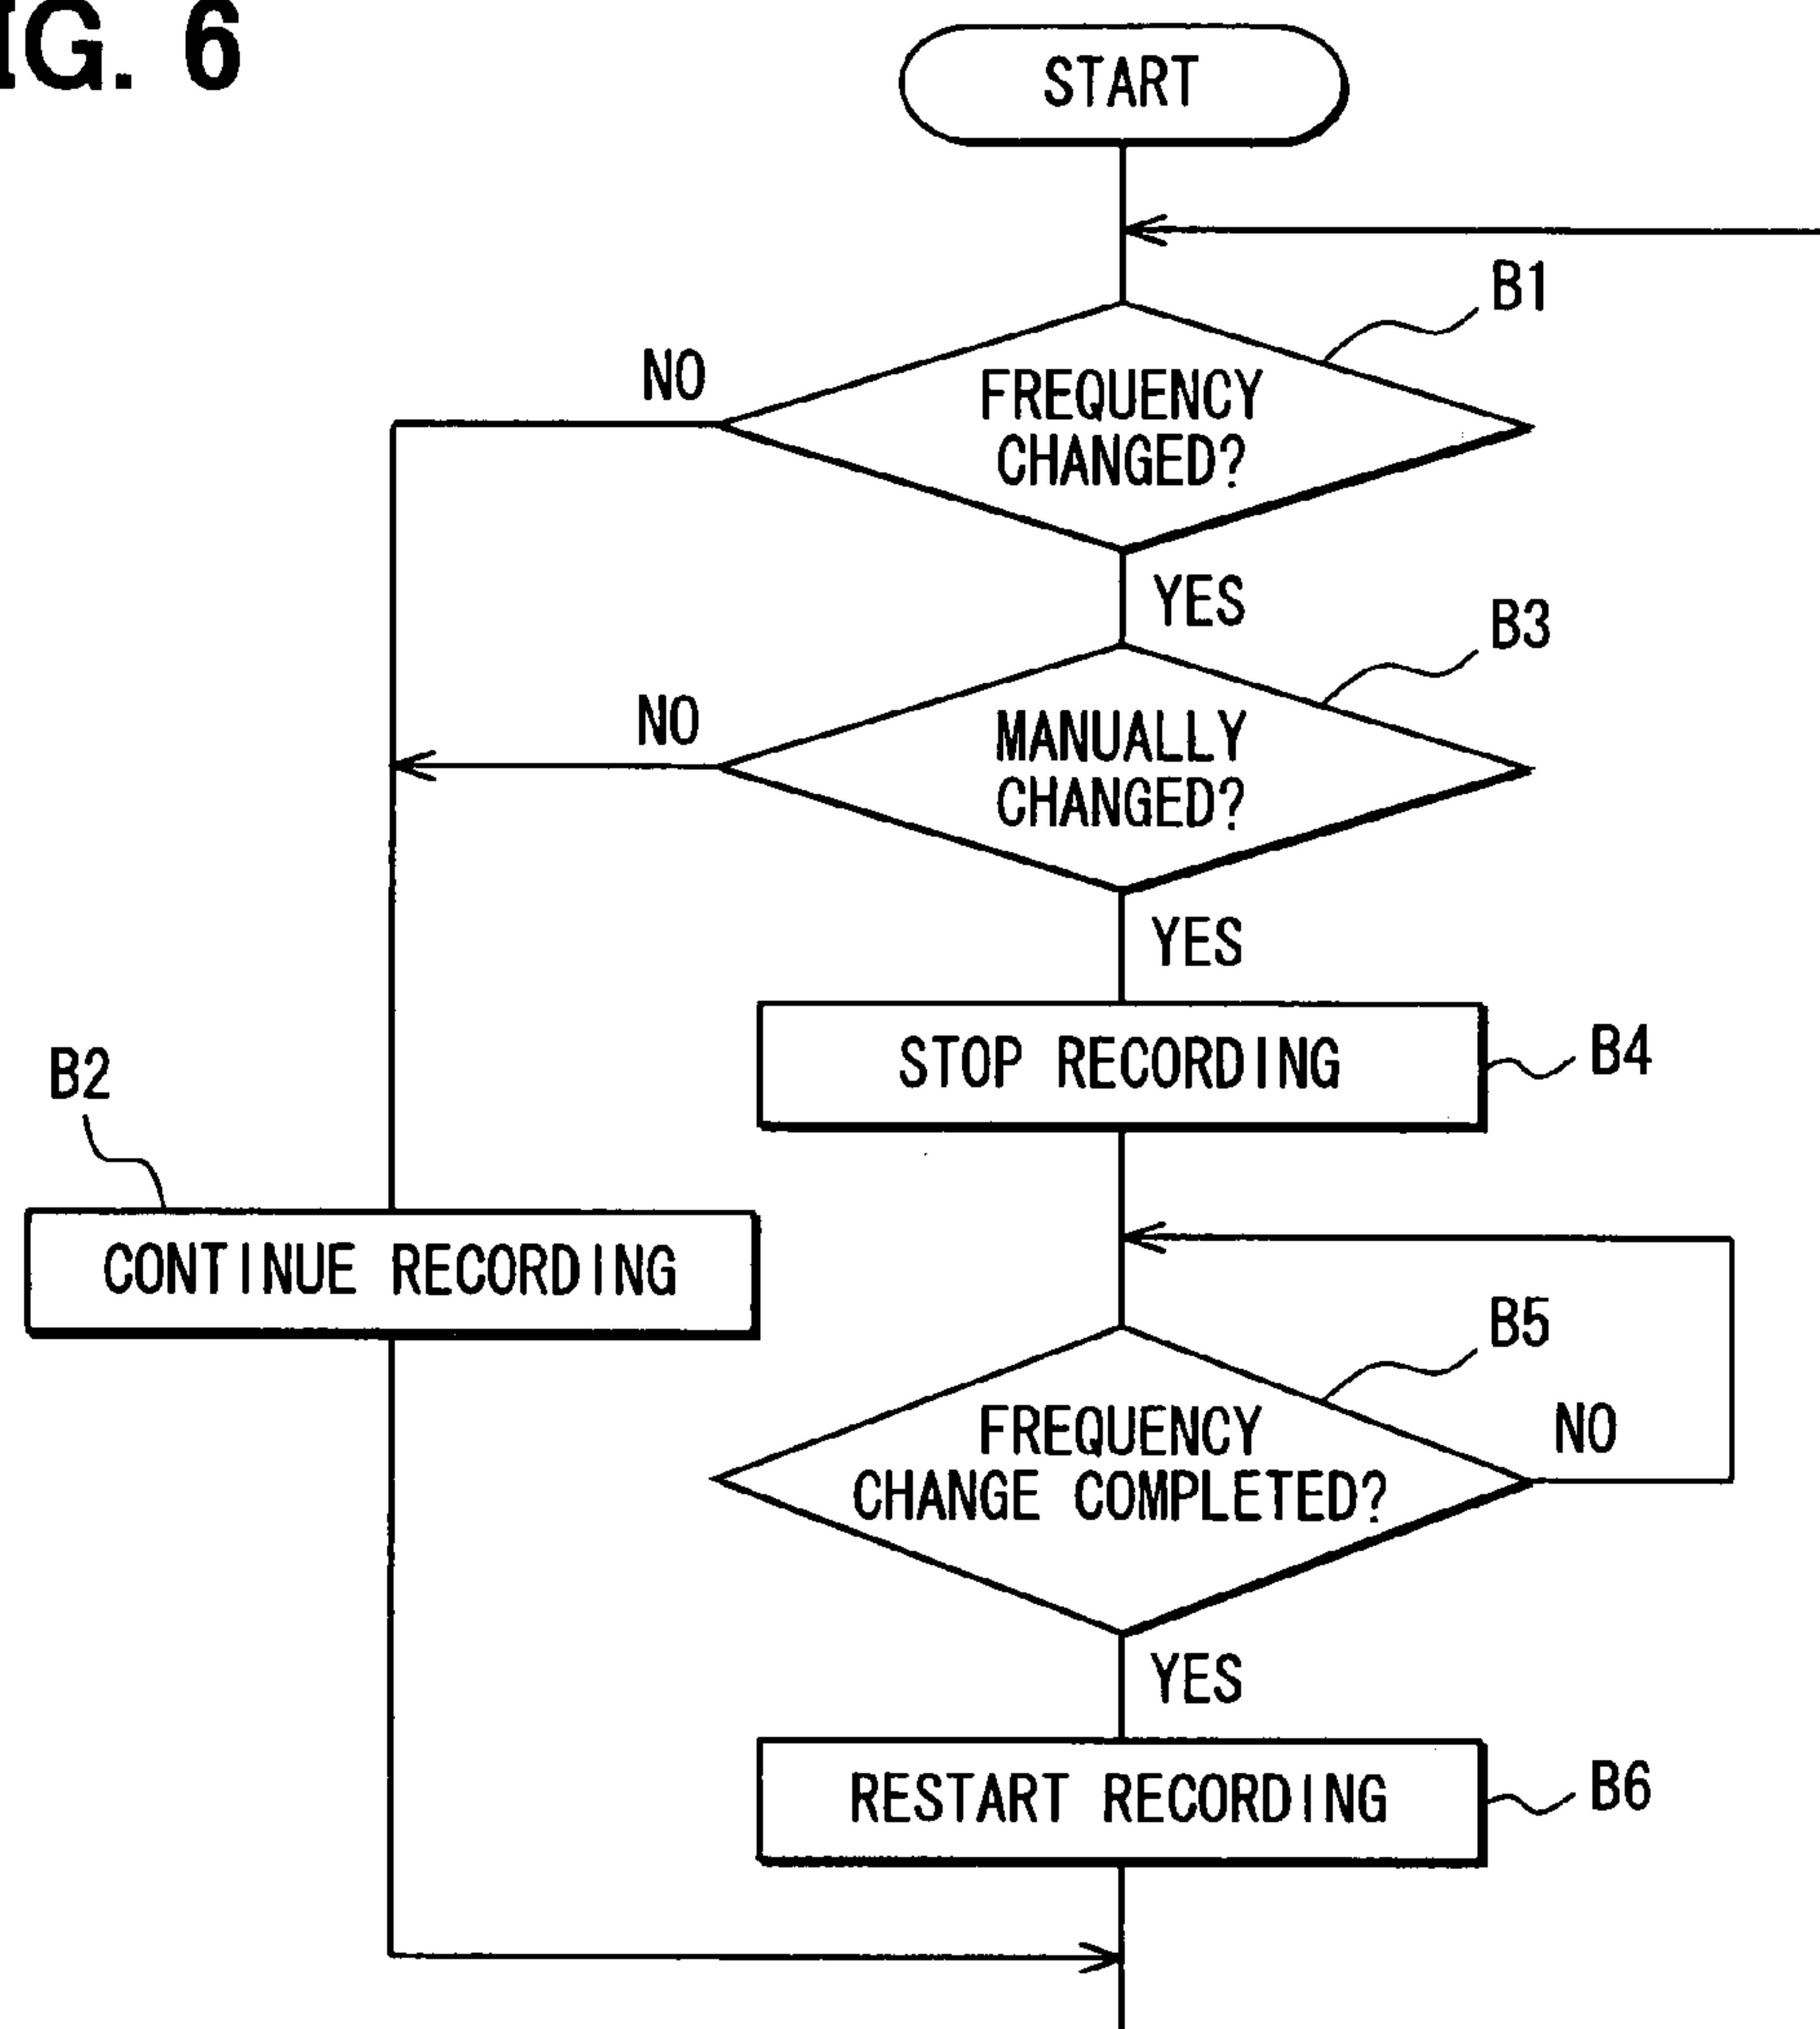 IG. 6
START
B1
NO
FREQUENCY
CHANGED?
YES
B3
NO
MANUALLY
CHANGED?
YES
STOP RECORDING
B4
B2
CONTINUE RECORDING
B5
FREQUENCY
CHANGE COMPLETED?
NO
YES
RESTART RECORDING
B6